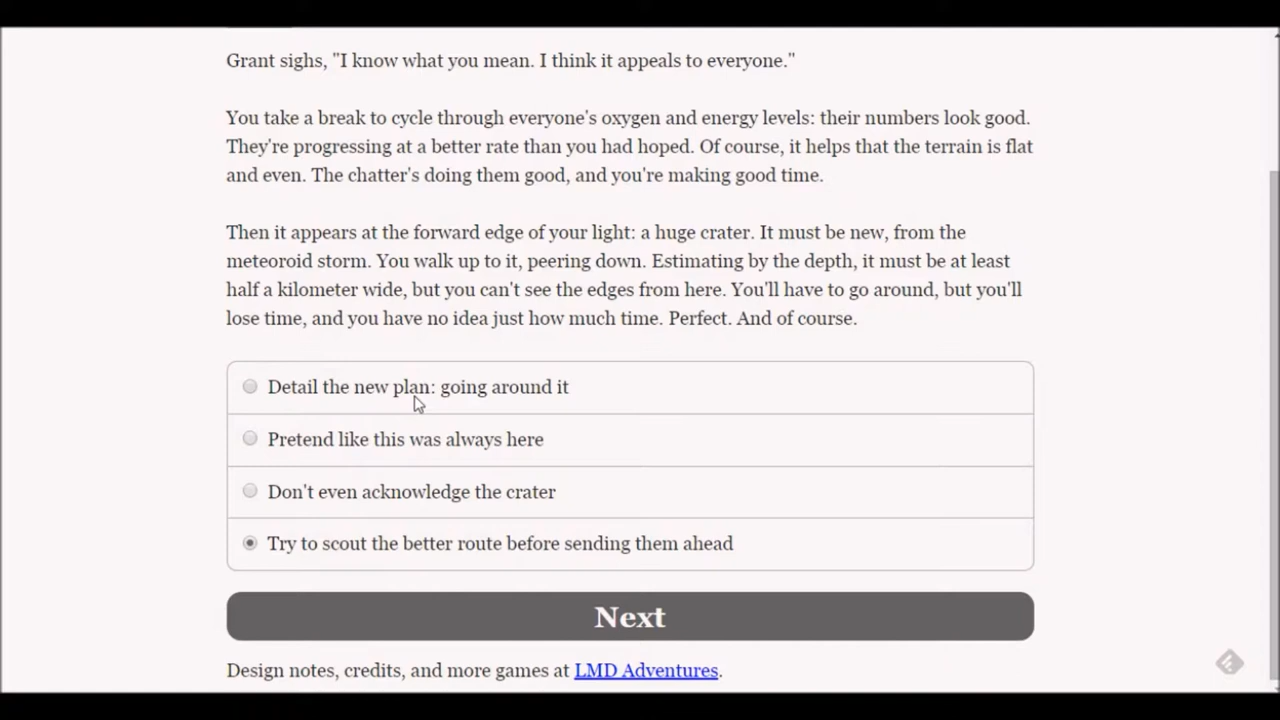 Grant sighs, "I know what you mean. I think it appeals to everyone."
You take a break to cycle through everyone's oxygen and energy levels: their numbers look good.
They're progressing at a better rate than you had hoped. Of course, it helps that the terrain is flat
and even. The chatter's doing them good, and you're making good time.
Then it appears at the forward edge of your light: a huge crater. It must be new, from the
meteoroid storm. You walk up to it, peering down. Estimating by the depth, it must be at least
half a kilometer wide, but you can't see the edges from here. You'll have to go around, but you'll
lose time, and you have no idea just how much time. Perfect. And of course.
Detail the new plan: going around it
Pretend like this was always here
Don't even acknowledge the crater
Try to scout the better route before sending them ahead
Next
Design notes, credits, and more games at LMD Adventures.